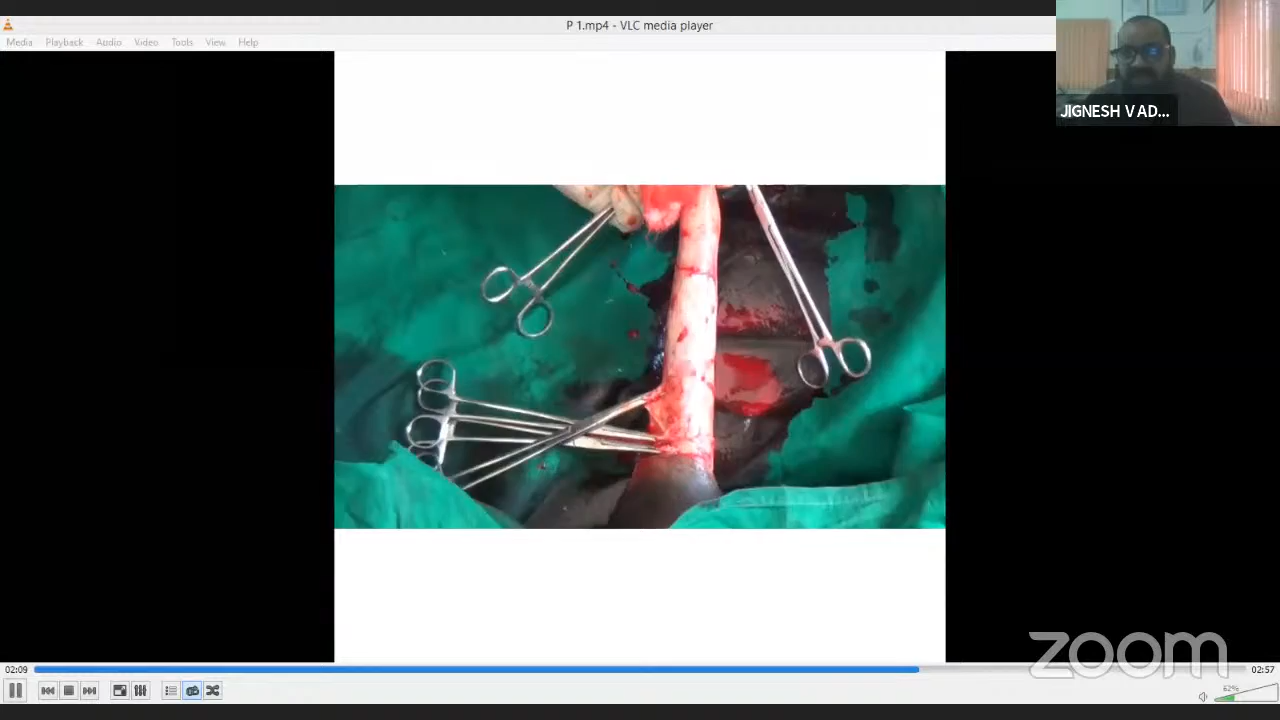 P 1.mp4 - VLC media player
Media Playback Audio Video Tools View Help
JIGNESH V AD...
02:09
02:57
62%
zoom